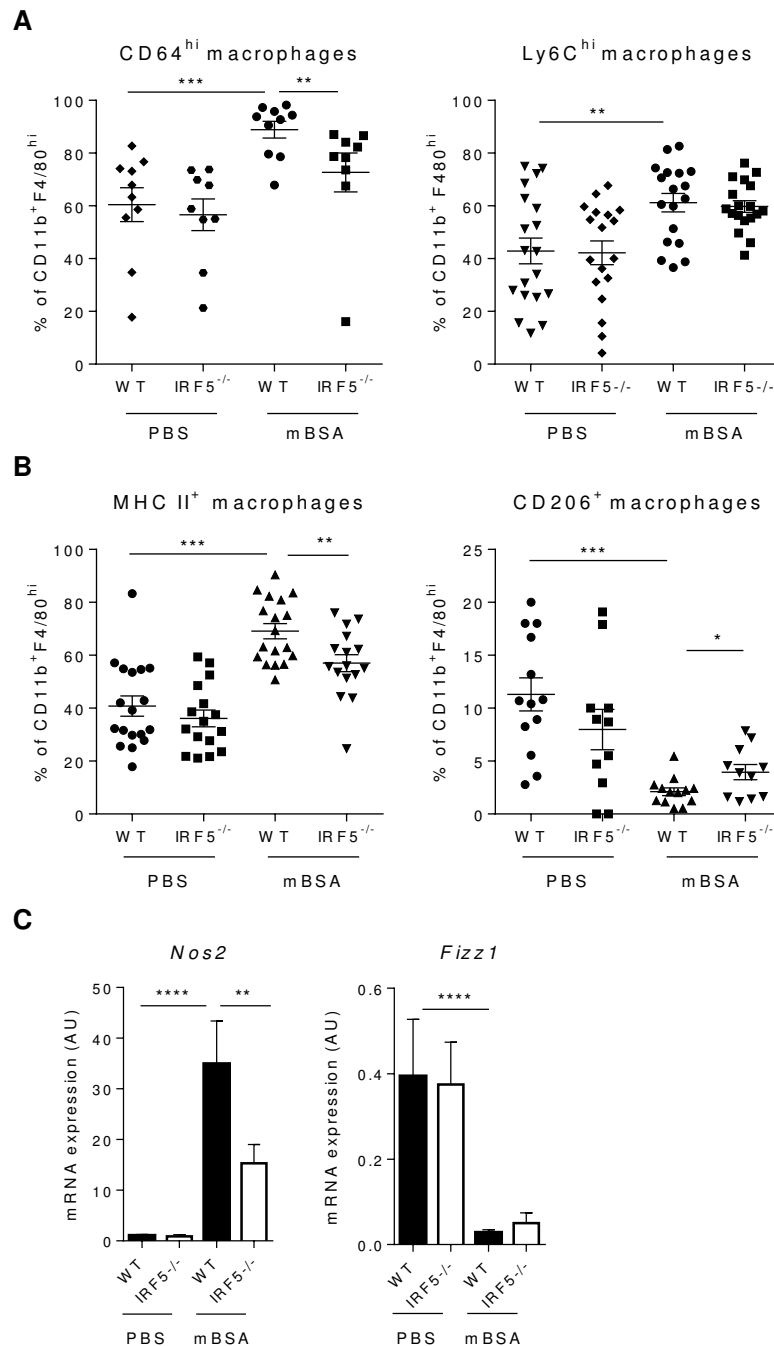 A
CD64hi macrophages
*** **
% of CD11b+ F4/80hi
100
80
60
40
20
0
WT IRF5-/- WT IRF5-/-
PBS mBSA
Ly6Chi macrophages
**
% of CD11b+ F480hi
100
80
60
40
20
0
WT IRF5-/- WT IRF5-/-
PBS mBSA
B
MHC II+ macrophages
*** **
% of CD11b+ F4/80hi
100
80
60
40
20
0
WT IRF5-/- WT IRF5-/-
PBS mBSA
CD206+ macrophages
*** *
25
20
15
10
5
0
WT IRF5-/- WT IRF5-/-
PBS mBSA
C
Nos2
**** **
mRNA expression (AU)
50
40
30
20
10
0
WT IRF5-/- WT IRF5-/-
PBS mBSA
Fizz1
****
mRNA expression (AU)
0.6
0.4
0.2
0.0
WT IRF5-/- WT IRF5-/-
PBS mBSA